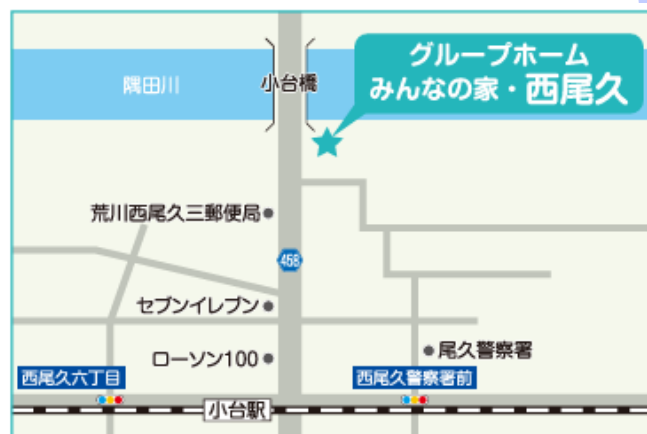 グループホーム
みんなの家・西尾久
隅田川
小台橋
荒川西尾久三郵便局
458
セブンイレブン
ローソン100
尾久警察署
西尾久六丁目
西尾久警察署前
小台駅